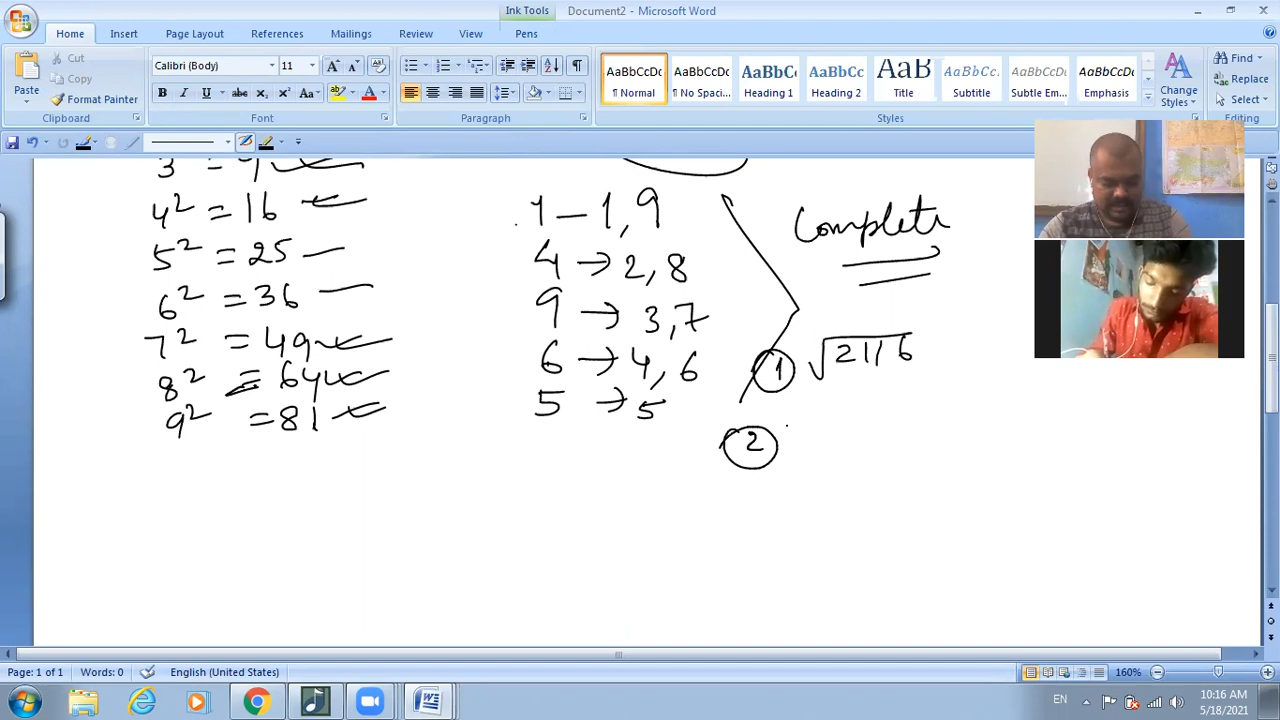 Ink Tools
Document2 - Microsoft Word
Home Insert Page Layout References Mailings Review View Pens
Paste
Cut
Copy
Format Painter
Clipboard
Calibri (Body) 11
B I U abc X₂ X² Aa
Font
Paragraph
AaBbCcDc
¶ Normal
AaBbCcDc
¶ No Spaci...
AaBbCc
Heading 1
AaBbCc
Heading 2
AaB
Title
AaBbCc.
Subtitle
AaBbCcDc
Subtle Em...
AaBbCcDc
Emphasis
Change Styles
Styles
Find
Replace
Select
Editing
4² = 16
5² = 25
6² = 36
7² = 49
8² = 64
9² = 81
1 – 1, 9
4 → 2, 8
9 → 3, 7
6 → 4, 6
5 → 5
Complete
1 √2116
2
Page: 1 of 1 Words: 0 English (United States) 160%
EN 10:16 AM
5/18/2021